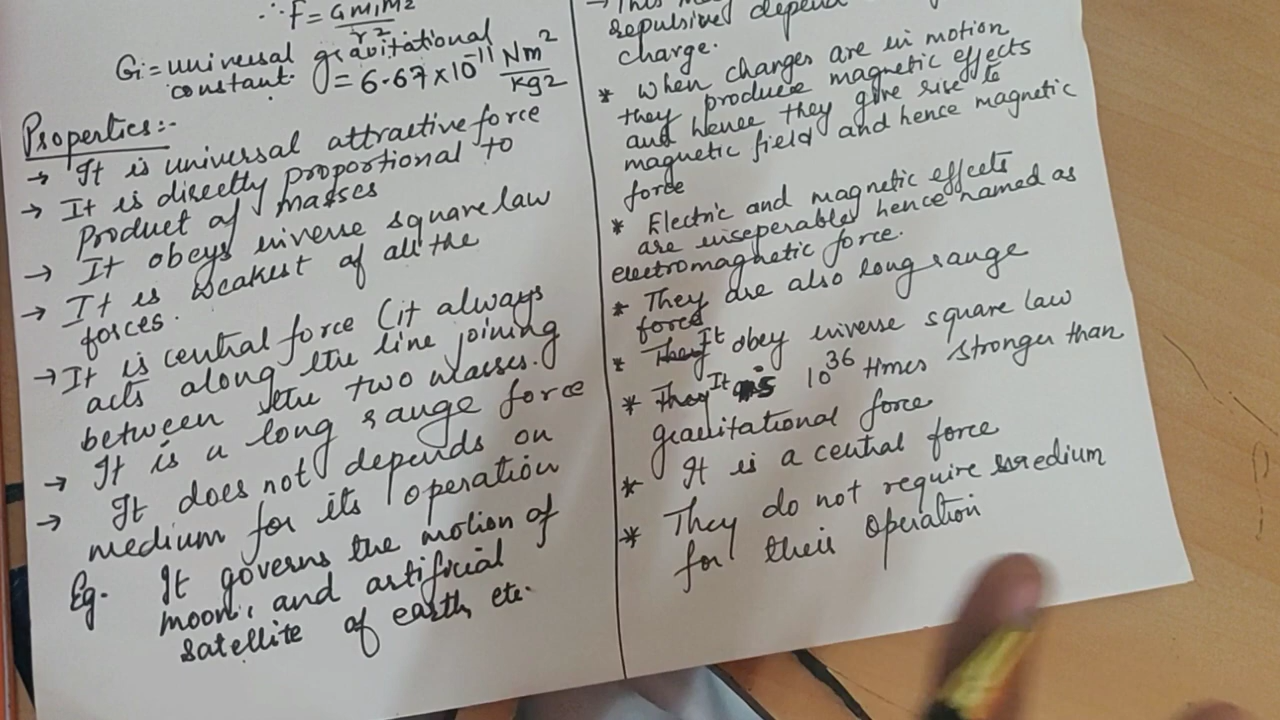 ∴ F = Gm1m2
r2
G = universal gravitational
constant. = 6.67×10-11 Nm2
Kg2
Properties:-
→ It is universal attractive force
→ It is directly proportional to
Product of masses
→ It obeys inverse square law
→ It is weakest of all the
forces.
→ It is central force (it always
acts along the line joining
between the two masses.
→ It is a long range force
→ It does not depends on
medium for its operation
Eg. It governs the motion of
moon, and artificial
satellite of earth, etc.
→ This
repulsive depend
charge.
* When changes are in motion
they produce magnetic effects
and hence they give rise to
magnetic field and hence magnetic
force
* Electric and magnetic effects
are inseperable hence named as
electromagnetic force.
* They are also long range
force
* They It obey inverse square law
* They It is 10^36 times stronger than
gravitational force
* It is a central force
* They do not require medium
for their operation